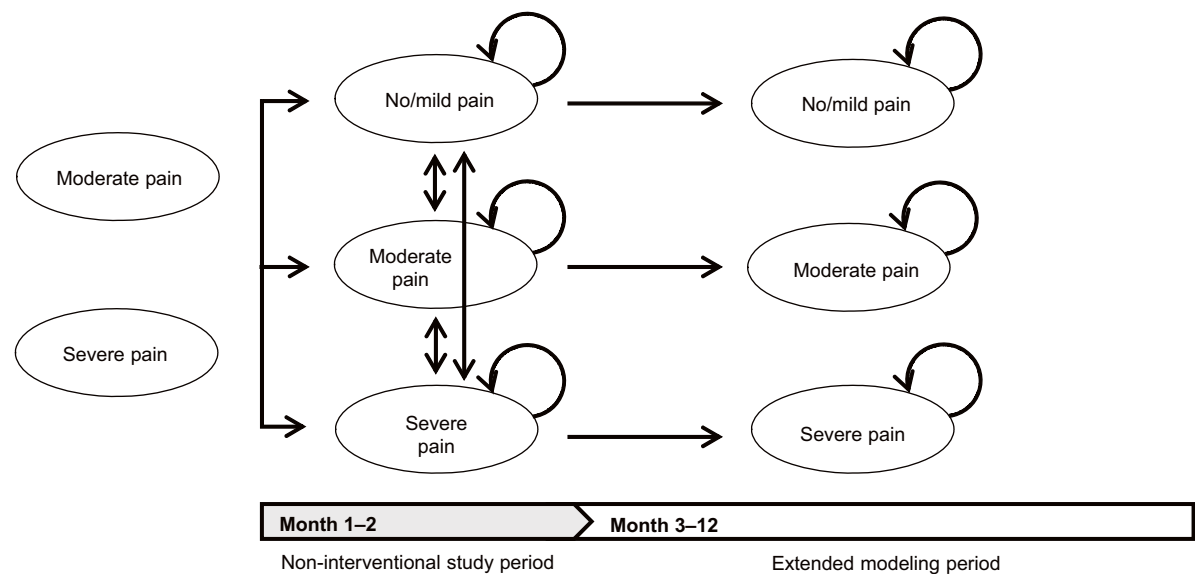 No/mild pain
No/mild pain
Moderate pain
Moderate
pain
Moderate pain
Severe pain
Severe
pain
Severe pain
Month 1–2
Month 3–12
Non-interventional study period
Extended modeling period